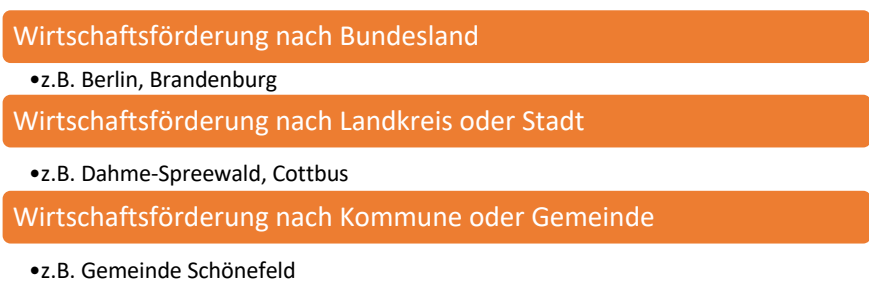 Wirtschaftsförderung nach Bundesland
•z.B. Berlin, Brandenburg
Wirtschaftsförderung nach Landkreis oder Stadt
•z.B. Dahme-Spreewald, Cottbus
Wirtschaftsförderung nach Kommune oder Gemeinde
•z.B. Gemeinde Schönefeld